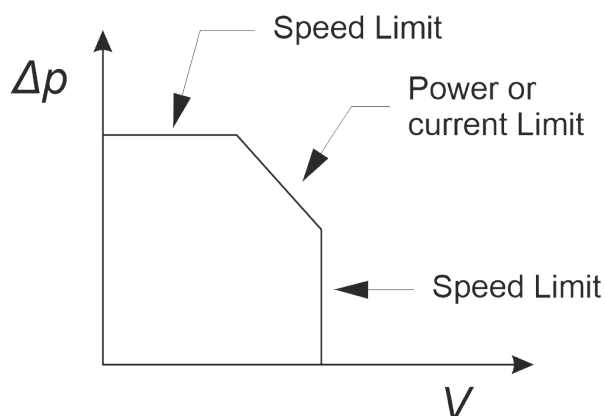 Speed Limit
Δp
Power or
current Limit
Speed Limit
V